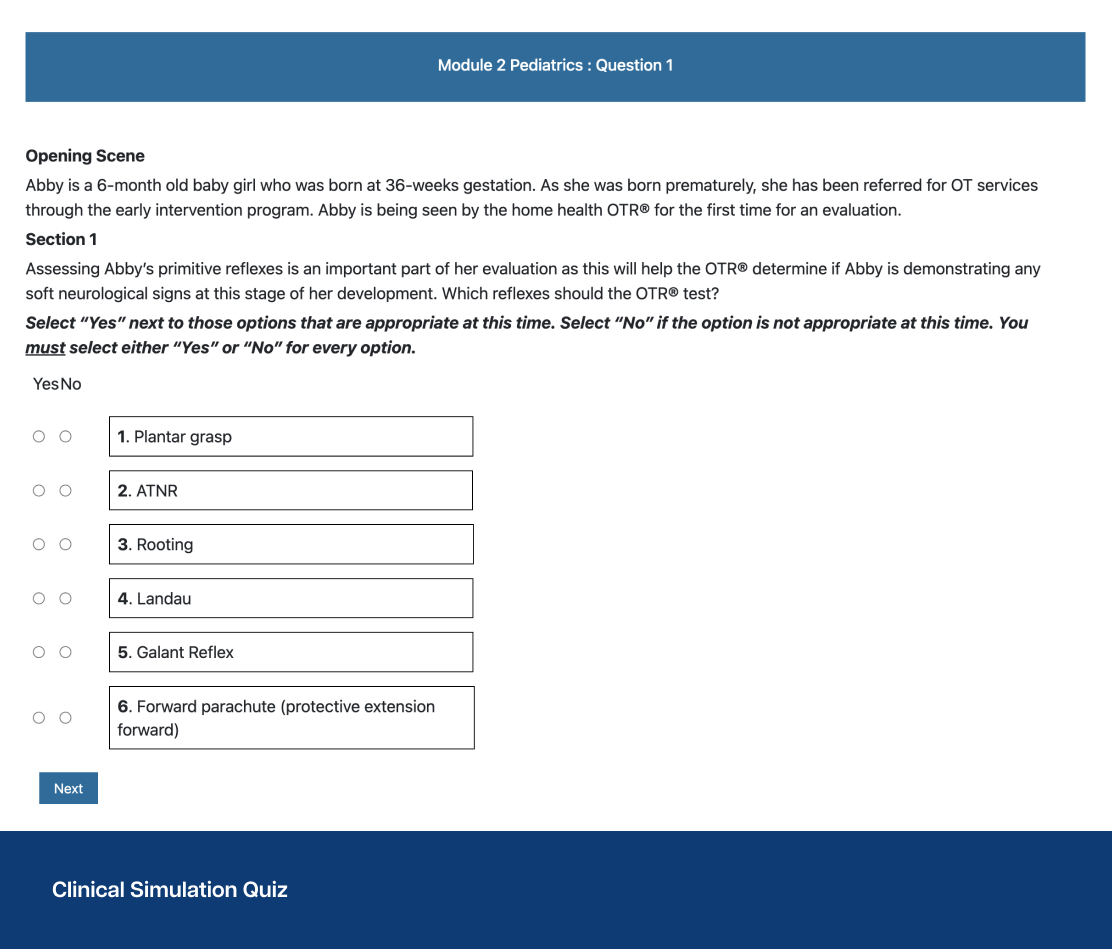 Module 2 Pediatrics : Question 1
Opening Scene
Abby is a 6-month old baby girl who was born at 36-weeks gestation. As she was born prematurely, she has been referred for OT services
through the early intervention program. Abby is being seen by the home health OTR® for the first time for an evaluation.
Section 1
Assessing Abby’s primitive reflexes is an important part of her evaluation as this will help the OTR® determine if Abby is demonstrating any
soft neurological signs at this stage of her development. Which reflexes should the OTR® test?
Select “Yes” next to those options that are appropriate at this time. Select “No” if the option is not appropriate at this time. You
must select either “Yes” or “No” for every option.
Yes No
1. Plantar grasp
2. ATNR
3. Rooting
4. Landau
5. Galant Reflex
6. Forward parachute (protective extension
forward)
Next
Clinical Simulation Quiz